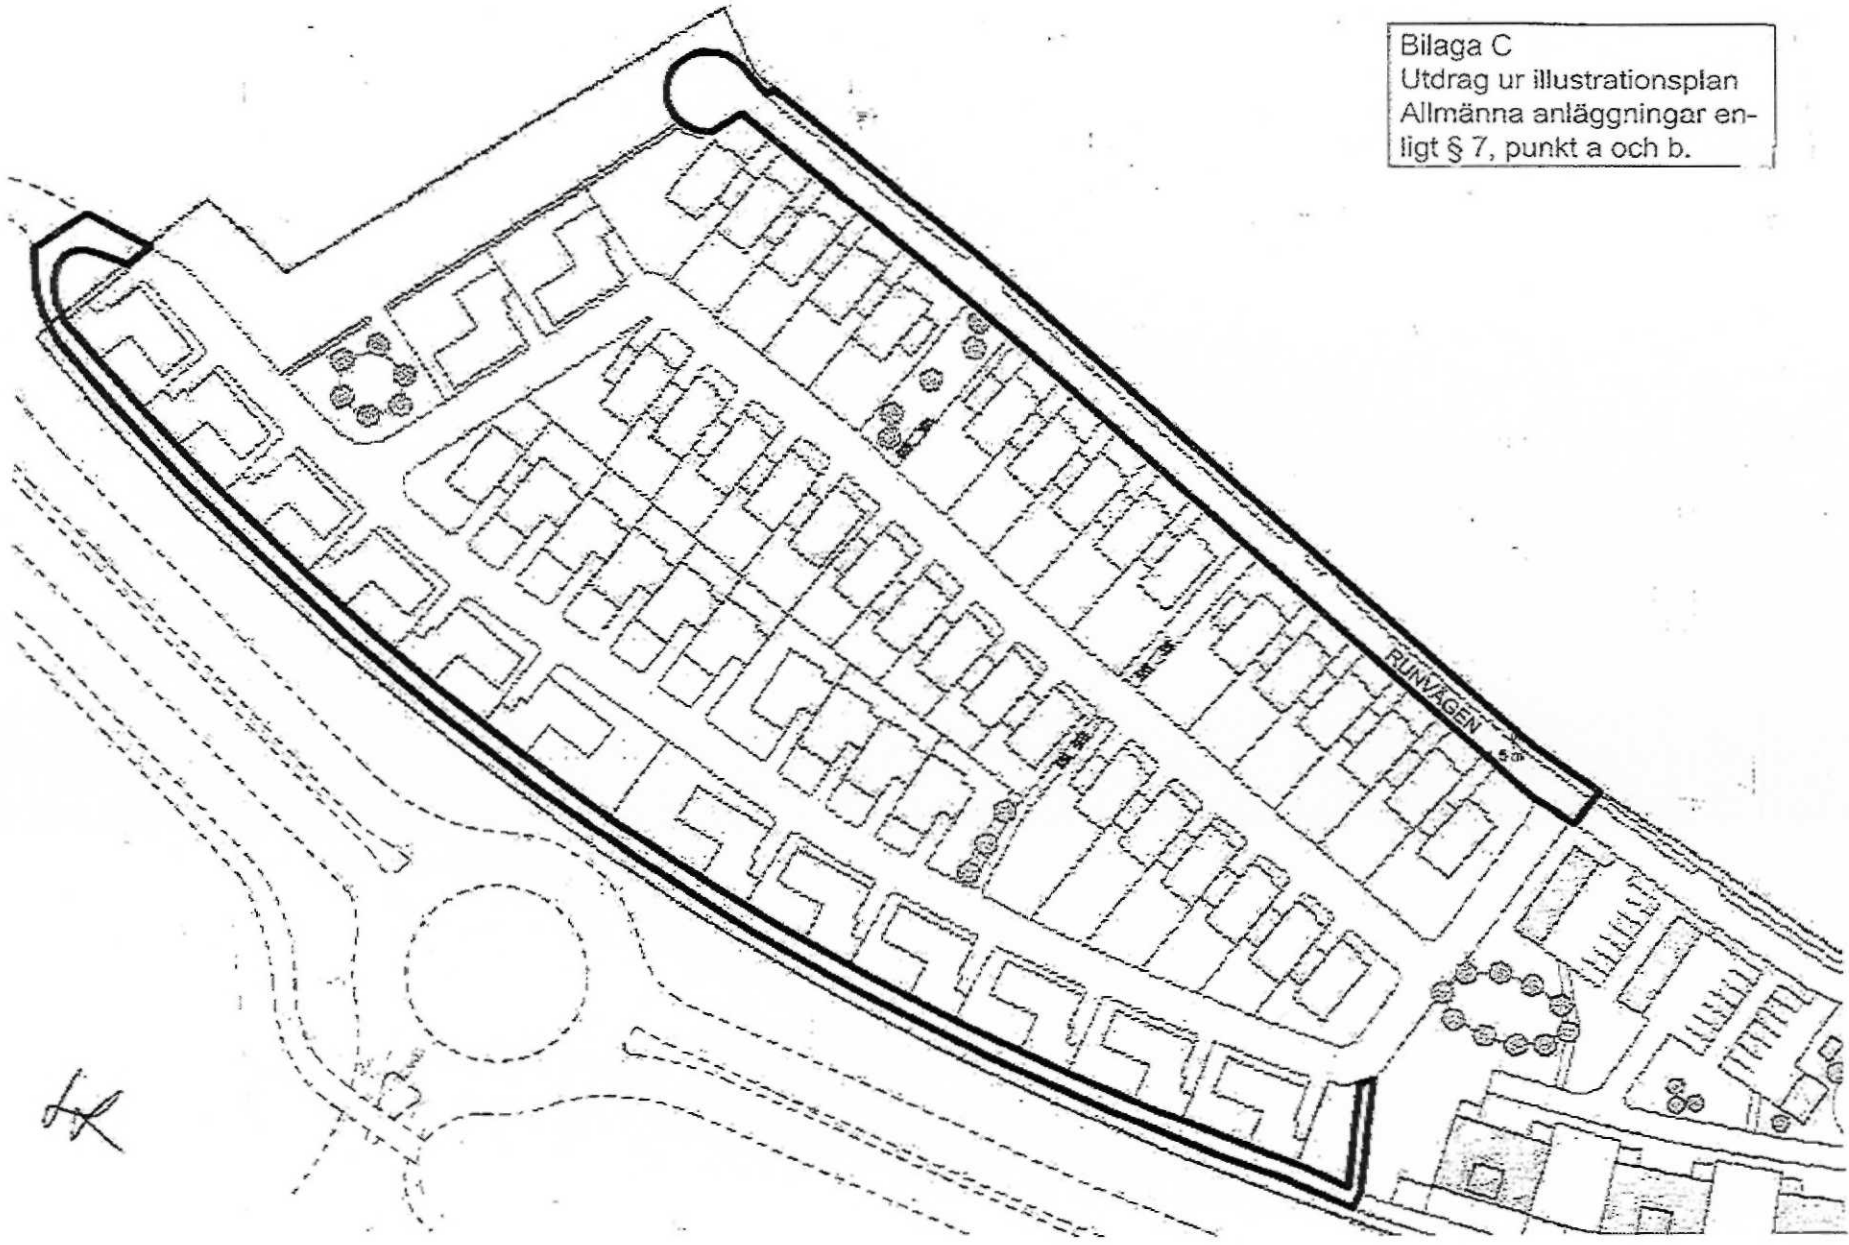 Bilaga C
Utdrag ur illustrationsplan
Allmänna anläggningar en-
ligt § 7, punkt a och b.
RUNVÄGEN